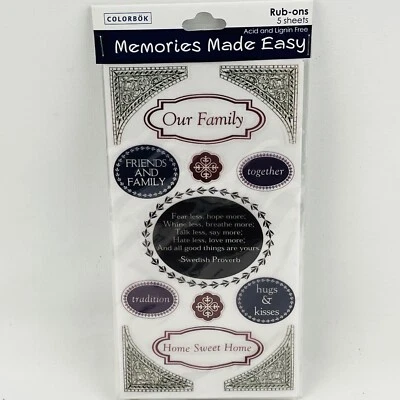 COLORBÖK
Rub-ons
5 sheets
Acid and Lignin Free
Memories Made Easy
Our Family
FRIENDS
AND
FAMILY
together
Fear less, hope more;
Whine less, breathe more;
Talk less, say more;
Hate less, love more;
And all good things are yours.
-Swedish Proverb
tradition
hugs
&
kisses
Home Sweet Home